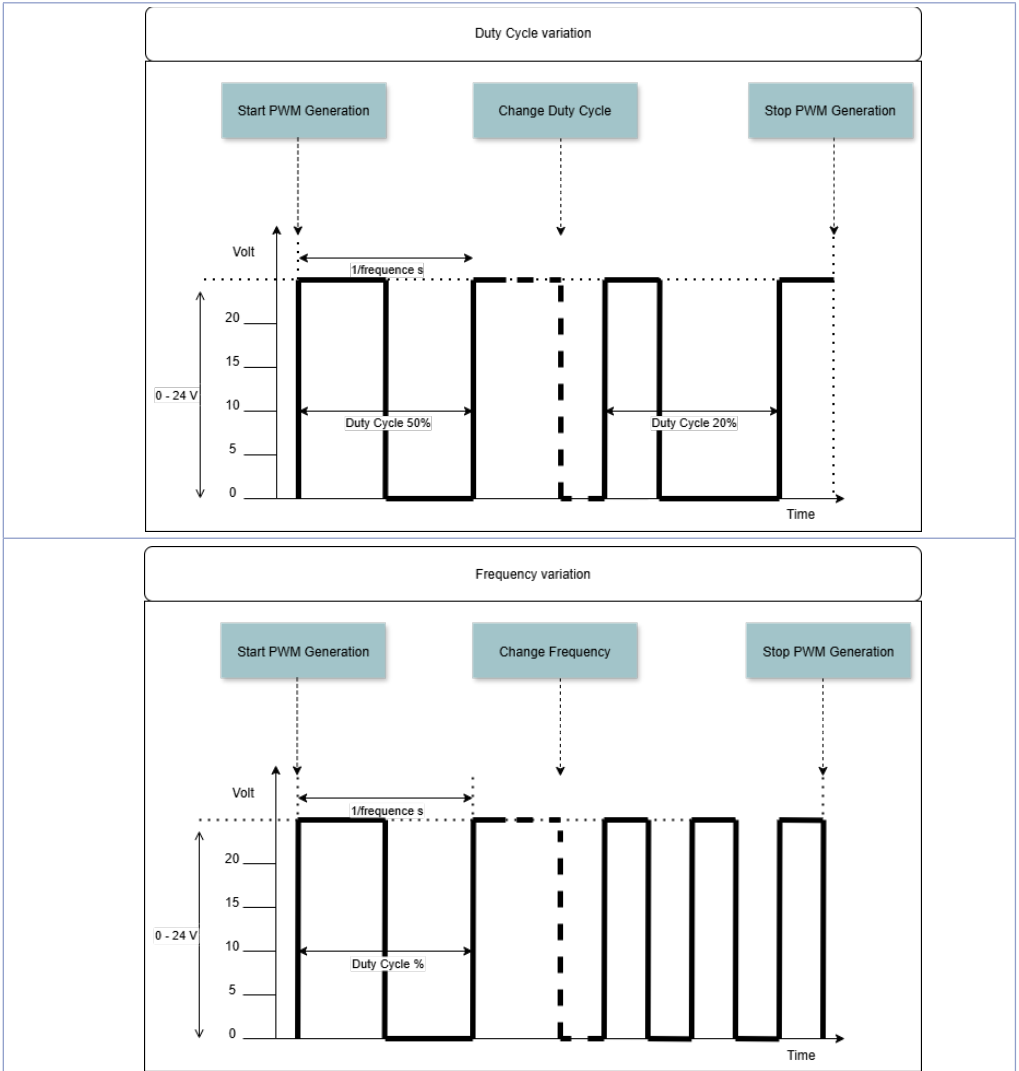 Duty Cycle variation
Start PWM Generation
Change Duty Cycle
Stop PWM Generation
Volt
1/frequence s
20
15
0 - 24 V
10
Duty Cycle 50%
Duty Cycle 20%
5
0
Time
Frequency variation
Start PWM Generation
Change Frequency
Stop PWM Generation
Volt
1/frequence s
20
15
0 - 24 V
10
Duty Cycle %
5
0
Time